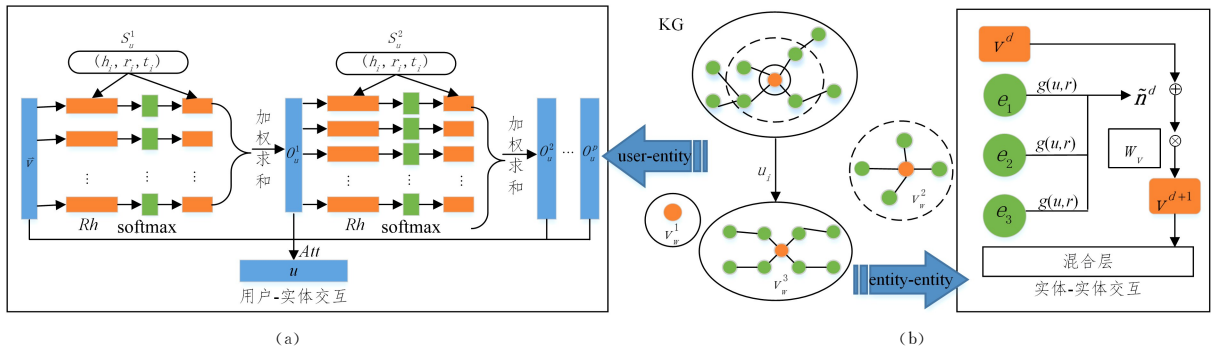 S_u^1
(h_i, r_i, t_i)
v̄
Rh
softmax
加权求和
O_u^1
S_u^2
(h_i, r_i, t_i)
Rh
softmax
加权求和
O_u^2
...
O_u^p
Att
u
用户-实体交互
(a)
user-entity
KG
u_j
V_w^1
V_w^2
V_w^3
entity-entity
(b)
V^d
e_1
g(u,r)
ñ^d
⊕
e_2
g(u,r)
W_V
⊗
e_3
g(u,r)
V^{d+1}
混合层
实体-实体交互